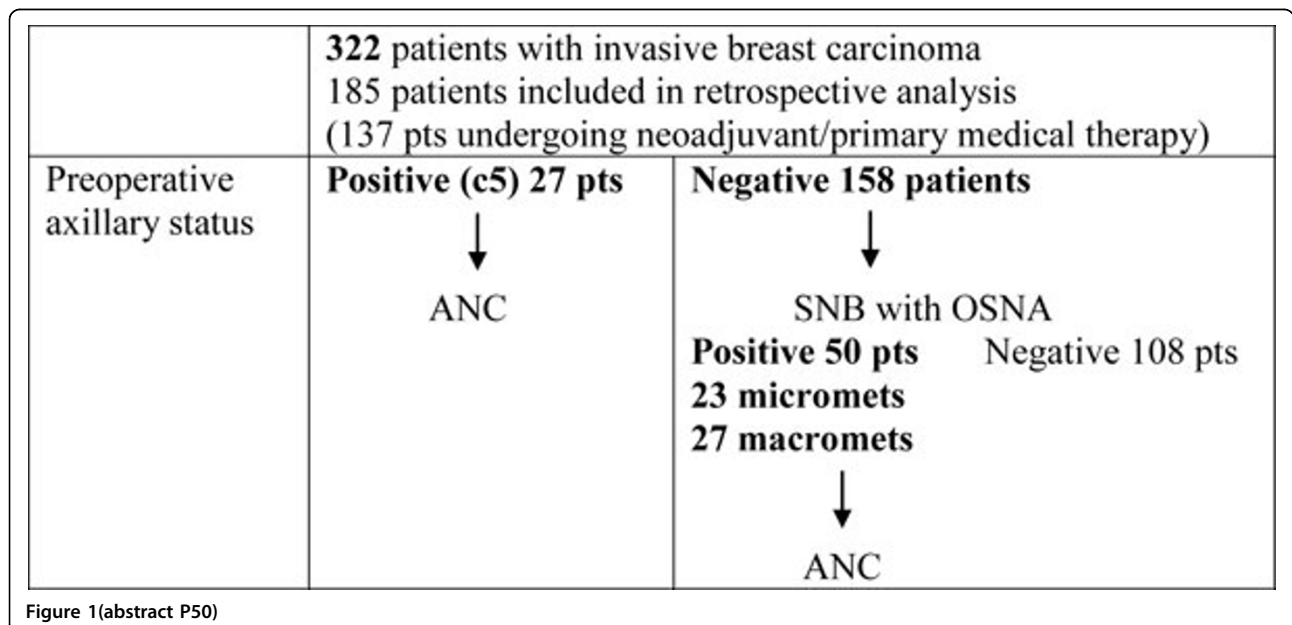 322 patients with invasive breast carcinoma
185 patients included in retrospective analysis
(137 pts undergoing neoadjuvant/primary medical therapy)
Preoperative
axillary status
Positive (c5) 27 pts
ANC
Negative 158 patients
SNB with OSNA
Positive 50 pts Negative 108 pts
23 micromets
27 macromets
ANC
Figure 1(abstract P50)